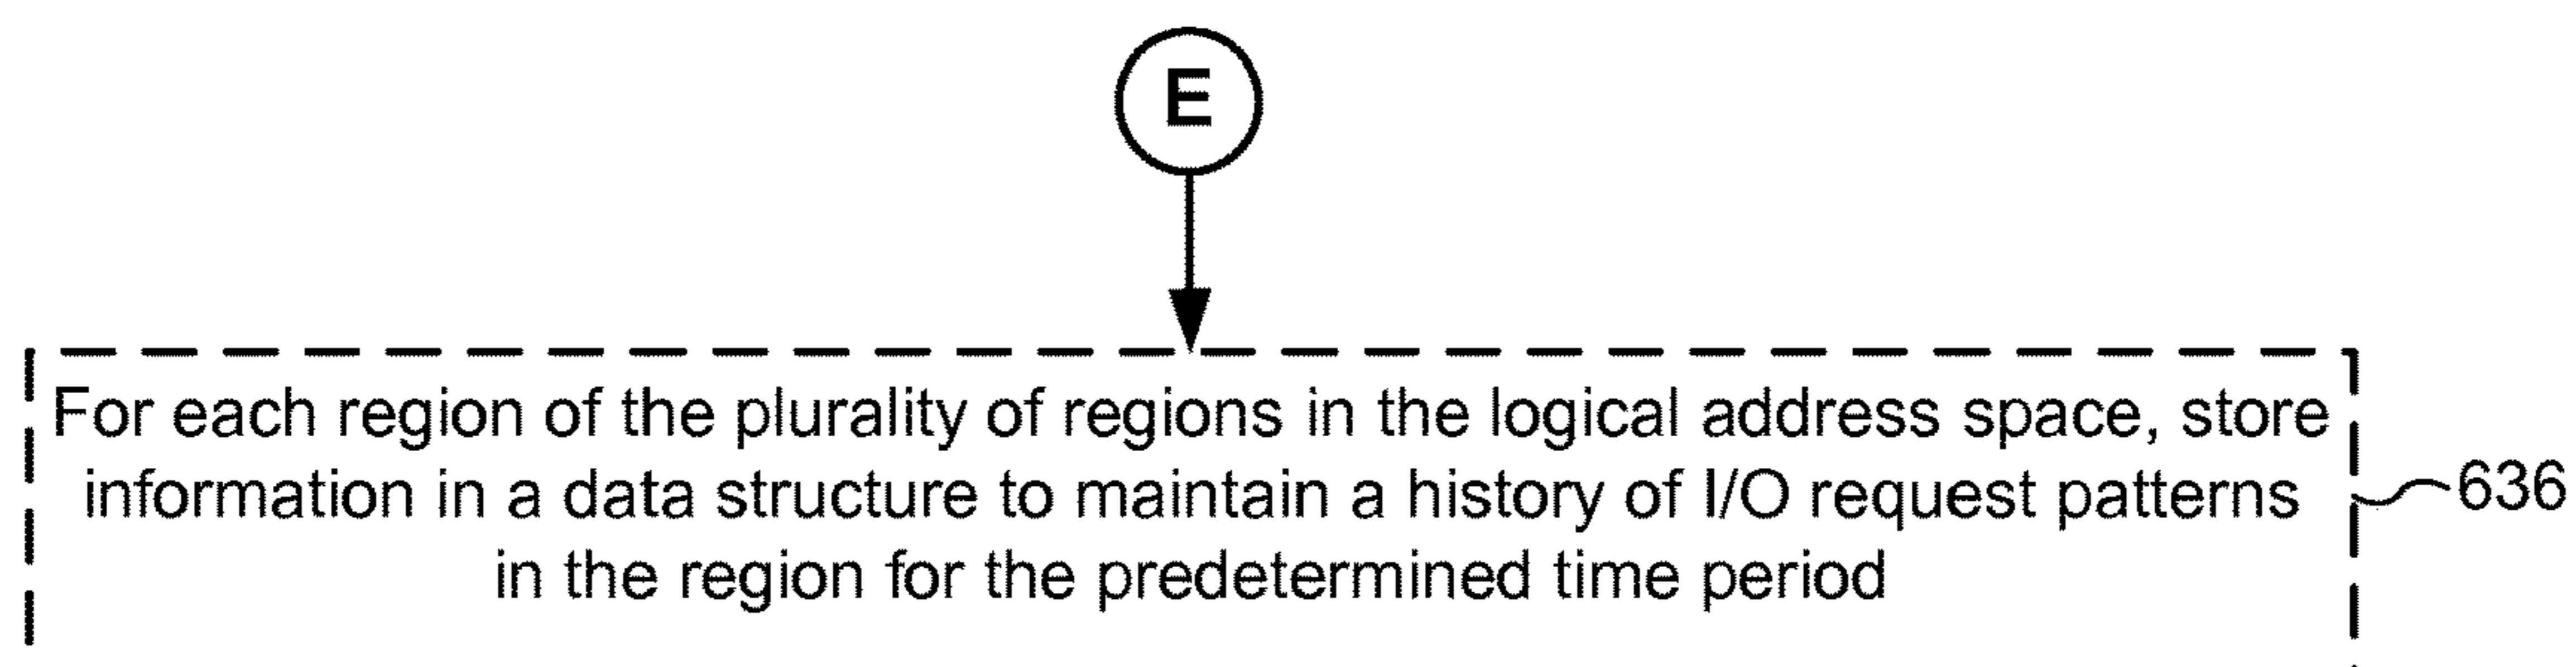 E
For each region of the plurality of regions in the logical address space, store
information in a data structure to maintain a history of I/O request patterns
in the region for the predetermined time period
636